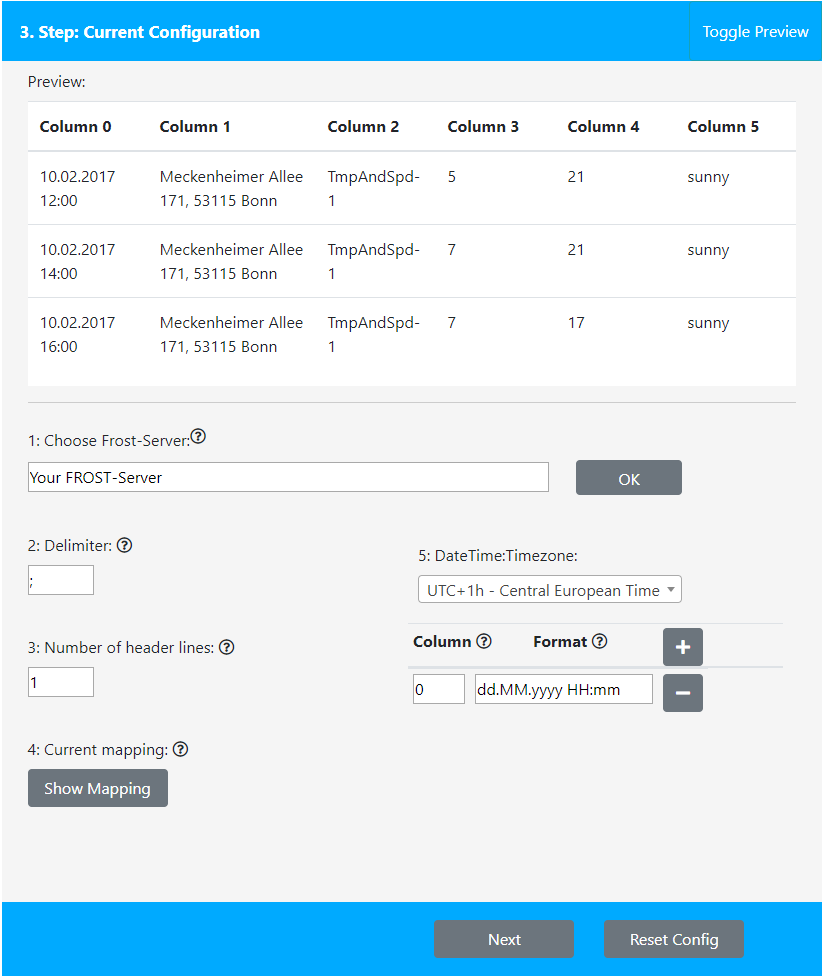 3. Step: Current Configuration Toggle Preview
Preview:
Column 0 Column 1 Column 2 Column 3 Column 4 Column 5
10.02.2017 Meckenheimer Allee TmpAndSpd- 5 21 sunny
12:00 171, 53115 Bonn 1
10.02.2017 Meckenheimer Allee TmpAndSpd- 7 21 sunny
14:00 171, 53115 Bonn 1
10.02.2017 Meckenheimer Allee TmpAndSpd- 7 17 sunny
16:00 171, 53115 Bonn 1
1: Choose Frost-Server:?
Your FROST-Server OK
2: Delimiter: ?
;
5: DateTime:Timezone:
UTC+1h - Central European Time
3: Number of header lines: ?
1
Column ? Format ? +
0 dd.MM.yyyy HH:mm −
4: Current mapping: ?
Show Mapping
Next Reset Config